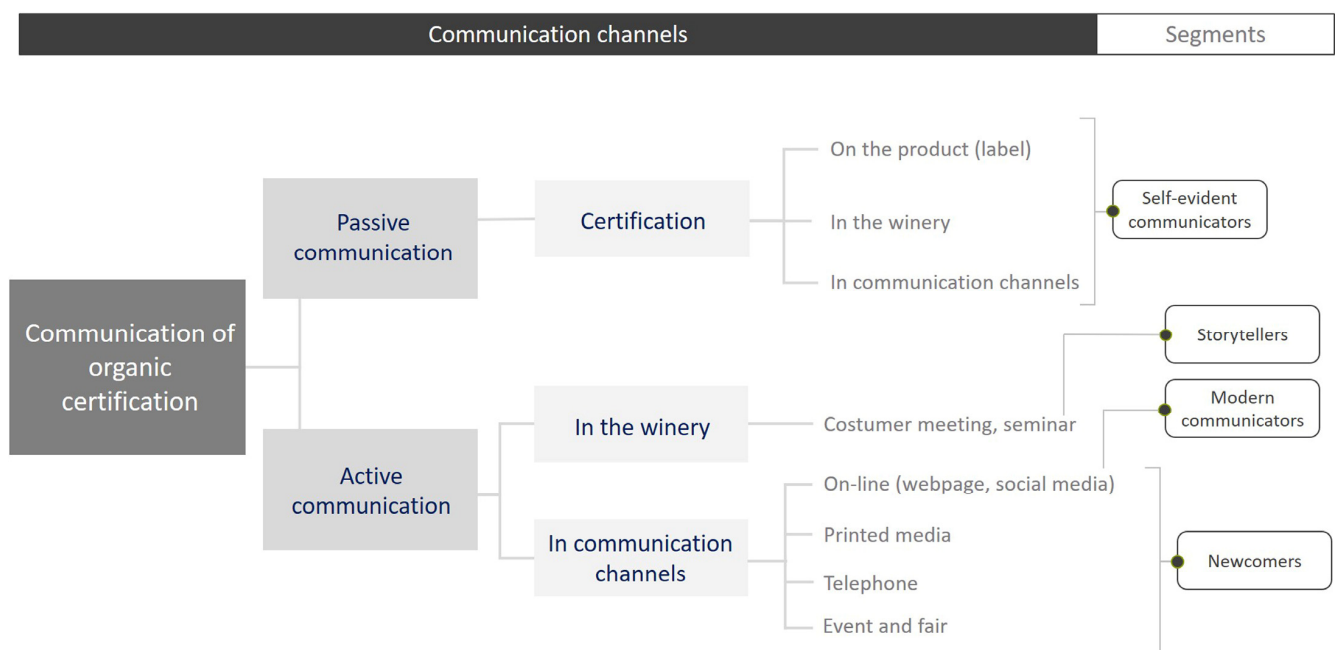 Communication channels
Segments
Communication of
organic
certification
Passive
communication
Certification
On the product (label)
In the winery
In communication channels
Self-evident
communicators
Active
communication
In the winery
Costumer meeting, seminar
Storytellers
Modern
communicators
In communication
channels
On-line (webpage, social media)
Printed media
Telephone
Event and fair
Newcomers